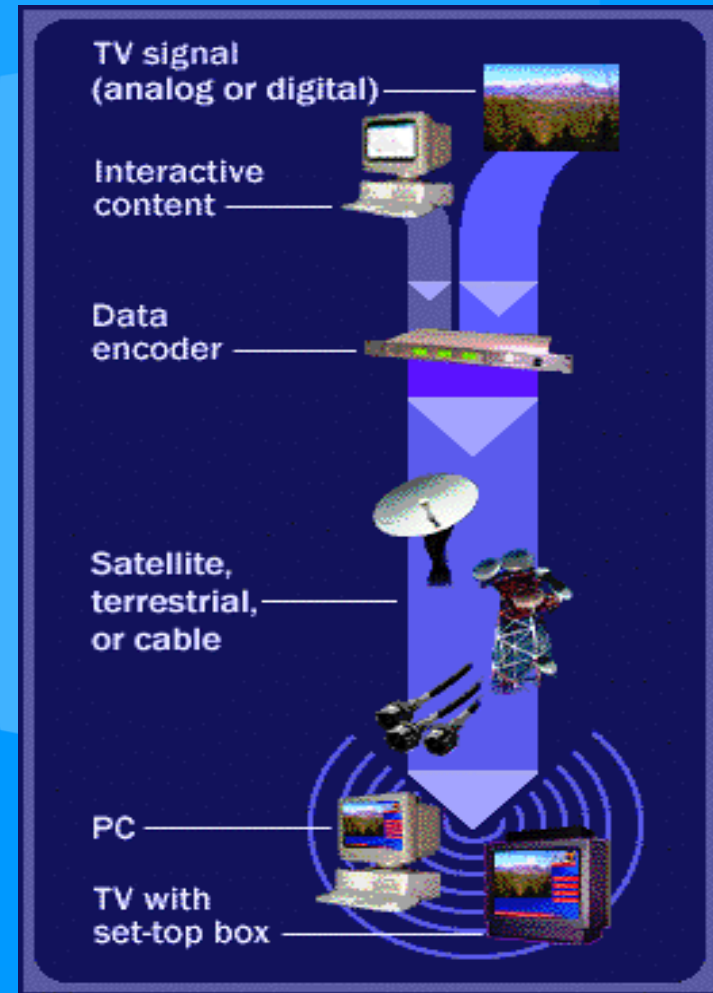 TV signal
(analog or digital)
Interactive
content
Data
encoder
Satellite,
terrestrial,
or cable
PC
TV with
set-top box